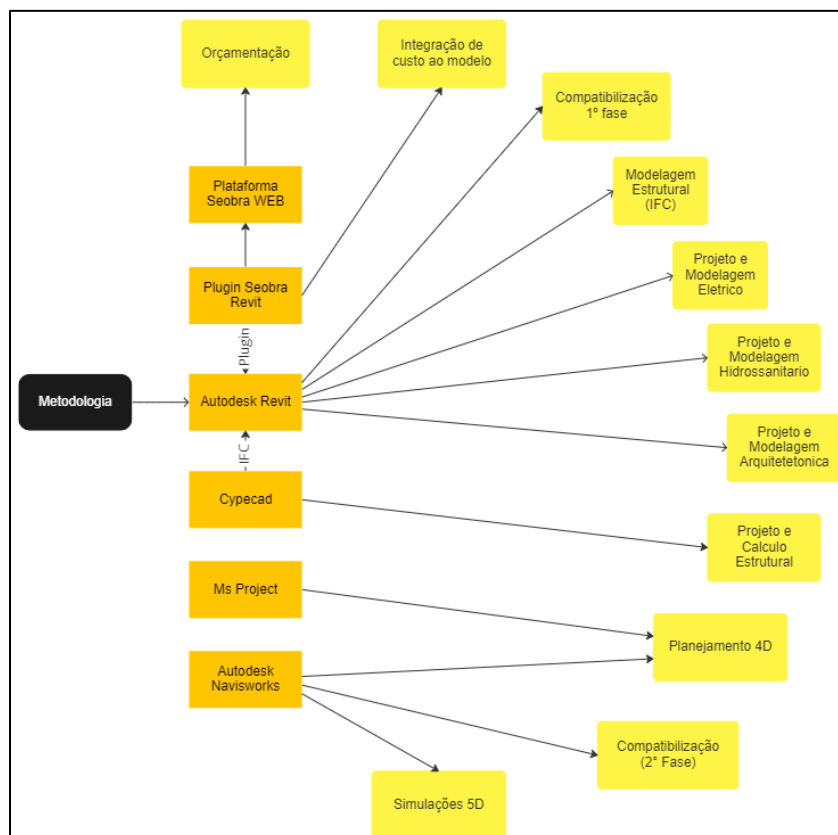 Orçamentação
Integração de
custo ao modelo
Compatibilização
1º fase
Plataforma
Seobra WEB
Modelagem
Estrutural
(IFC)
Plugin Seobra
Revit
Projeto e
Modelagem
Eletrico
Plugin
Projeto e
Modelagem
Hidrossanitario
Metodologia
Autodesk Revit
Projeto e
Modelagem
Arquitetetonica
IFC
Cypecad
Projeto e
Calculo
Estrutural
Ms Project
Planejamento 4D
Autodesk
Navisworks
Compatibilização
(2° Fase)
Simulações 5D